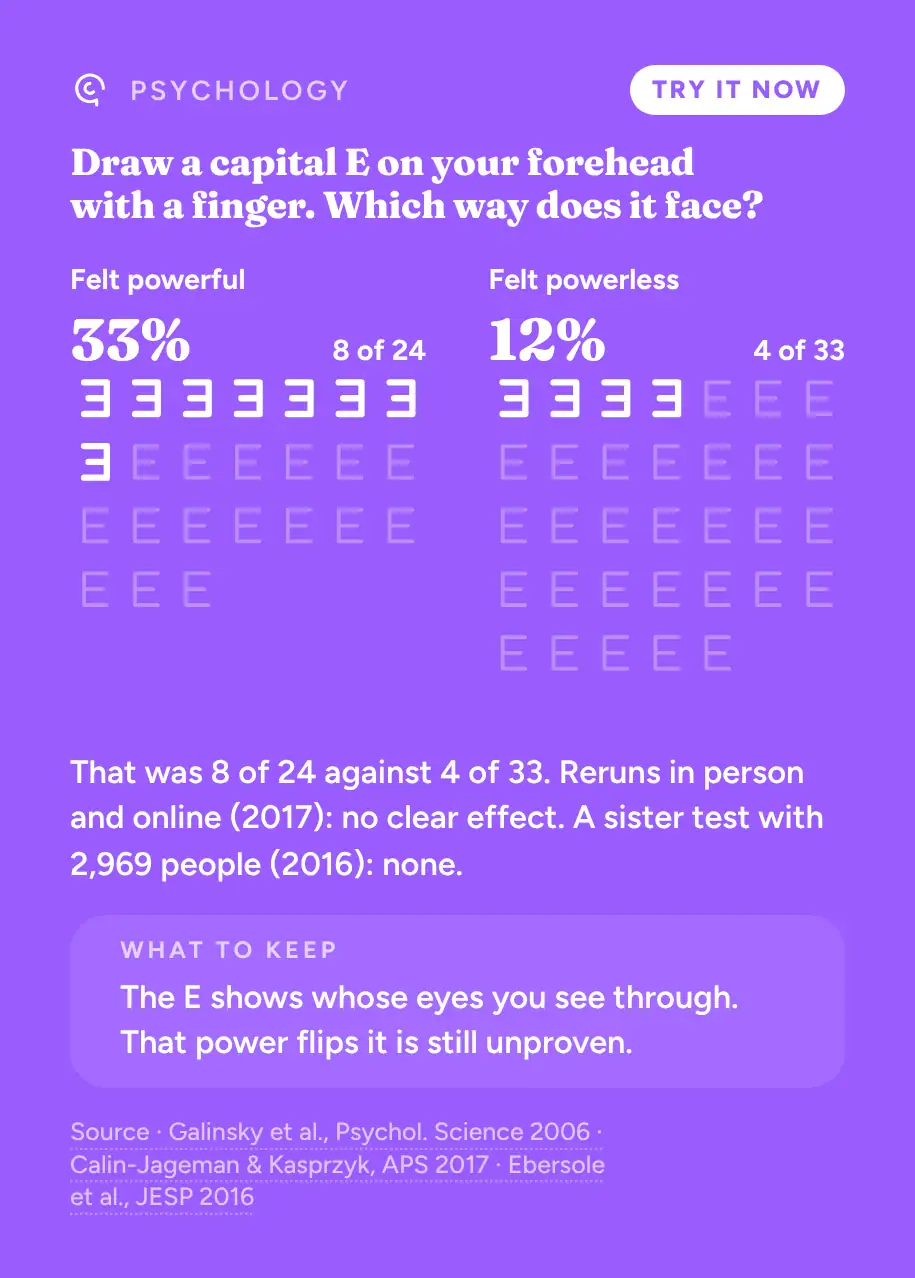 PSYCHOLOGY
TRY IT NOW
Draw a capital E on your forehead
with a finger. Which way does it face?
Felt powerful
33%
8 of 24
Ǝ Ǝ Ǝ Ǝ Ǝ Ǝ Ǝ
Ǝ E E E E E E
E E E E E E E
E E E
Felt powerless
12%
4 of 33
Ǝ Ǝ Ǝ Ǝ E E E
E E E E E E E
E E E E E E E
E E E E E E E
E E E E E
That was 8 of 24 against 4 of 33. Reruns in person
and online (2017): no clear effect. A sister test with
2,969 people (2016): none.
WHAT TO KEEP
The E shows whose eyes you see through.
That power flips it is still unproven.
Source · Galinsky et al., Psychol. Science 2006 ·
Calin-Jageman & Kasprzyk, APS 2017 · Ebersole
et al., JESP 2016